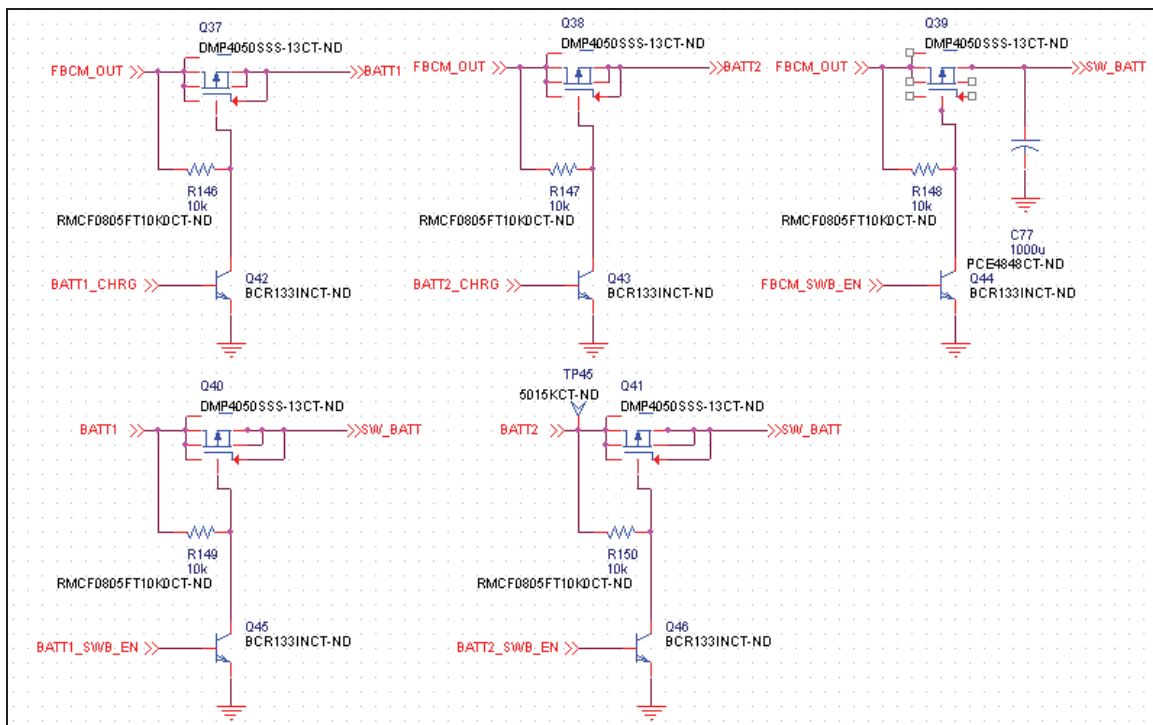 Q37
DMP4050SSS-13CT-ND
FBCM_OUT
BATT1
R146
10k
RMCF0805FT10K0CT-ND
BATT1_CHRG
Q42
BCR133INCT-ND
Q38
DMP4050SSS-13CT-ND
FBCM_OUT
BATT2
R147
10k
RMCF0805FT10K0CT-ND
BATT2_CHRG
Q43
BCR133INCT-ND
Q39
DMP4050SSS-13CT-ND
FBCM_OUT
SW_BATT
R148
10k
RMCF0805FT10K0CT-ND
C77
1000u
PCE4848CT-ND
FBCM_SWB_EN
Q44
BCR133INCT-ND
Q40
DMP4050SSS-13CT-ND
BATT1
SW_BATT
R149
10k
RMCF0805FT10K0CT-ND
BATT1_SWB_EN
Q45
BCR133INCT-ND
TP45
5015KCT-ND
Q41
DMP4050SSS-13CT-ND
BATT2
SW_BATT
R150
10k
RMCF0805FT10K0CT-ND
BATT2_SWB_EN
Q46
BCR133INCT-ND